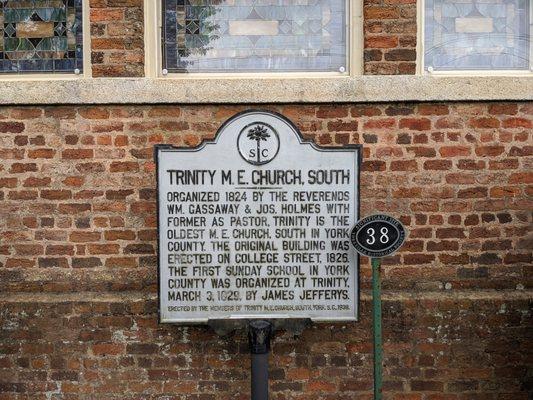 S C
TRINITY M. E. CHURCH, SOUTH
ORGANIZED 1824 BY THE REVERENDS
WM. GASSAWAY & JOS. HOLMES WITH
FORMER AS PASTOR, TRINITY IS THE
OLDEST M. E. CHURCH, SOUTH IN YORK
COUNTY. THE ORIGINAL BUILDING WAS
ERECTED ON COLLEGE STREET, 1826.
THE FIRST SUNDAY SCHOOL IN YORK
COUNTY WAS ORGANIZED AT TRINITY,
MARCH 3, 1829, BY JAMES JEFFERYS.
ERECTED BY THE MEMBERS OF TRINITY M. E. CHURCH, SOUTH, YORK, S. C., 1938.
SIGNIFICANT SITE
38